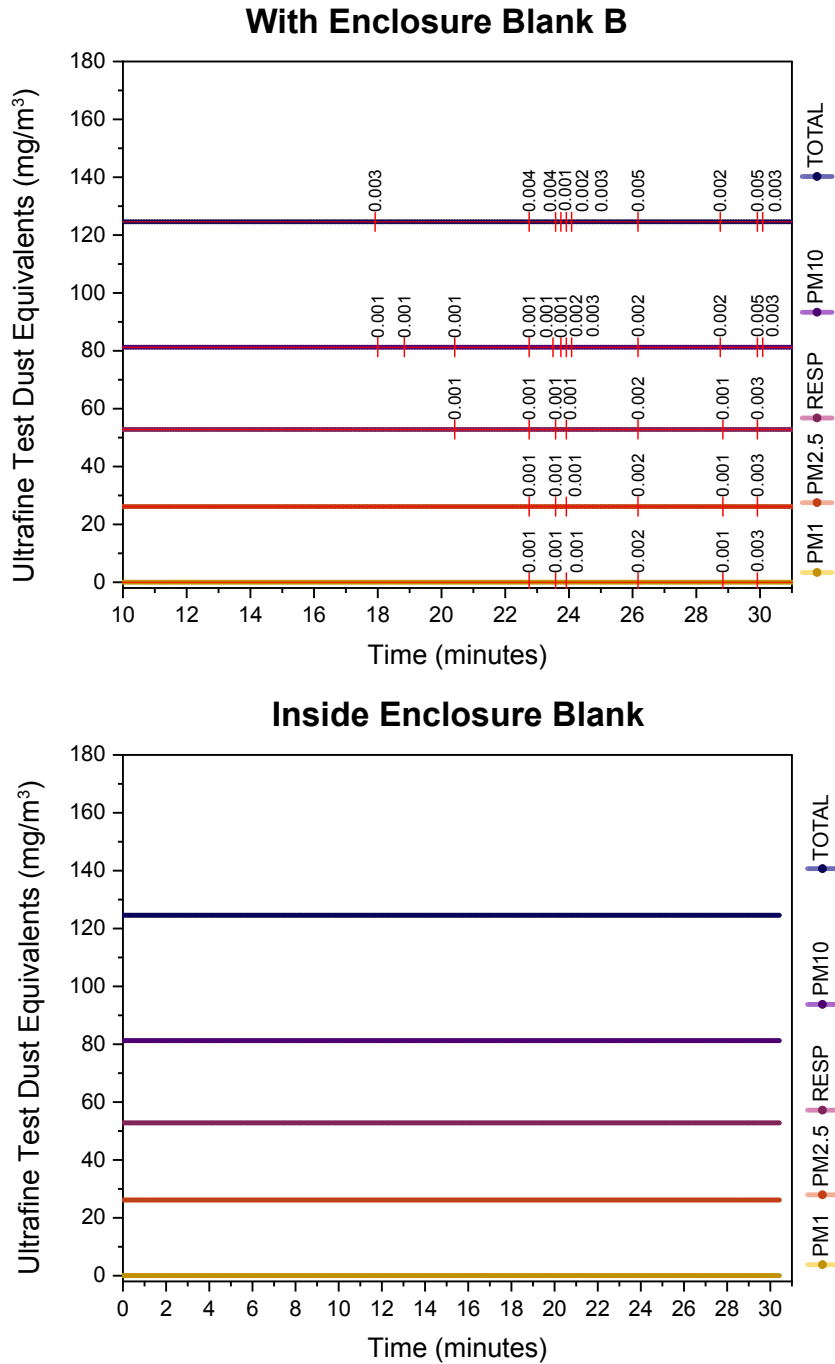 With Enclosure Blank B
Ultrafine Test Dust Equivalents (mg/m³)
180
160
140
120
100
80
60
40
20
0
0.003 0.004 0.004 0.001 0.002 0.003 0.005 0.002 0.005 0.003
0.001 0.001 0.001 0.001 0.001 0.001 0.002 0.003 0.002 0.002 0.005 0.003
0.001 0.001 0.001 0.001 0.002 0.001 0.003
0.001 0.001 0.001 0.002 0.001 0.003
0.001 0.001 0.001 0.002 0.001 0.003
10 12 14 16 18 20 22 24 26 28 30
Time (minutes)
TOTAL
PM10
RESP
PM2.5
PM1
Inside Enclosure Blank
Ultrafine Test Dust Equivalents (mg/m³)
180
160
140
120
100
80
60
40
20
0
0 2 4 6 8 10 12 14 16 18 20 22 24 26 28 30
Time (minutes)
TOTAL
PM10
RESP
PM2.5
PM1